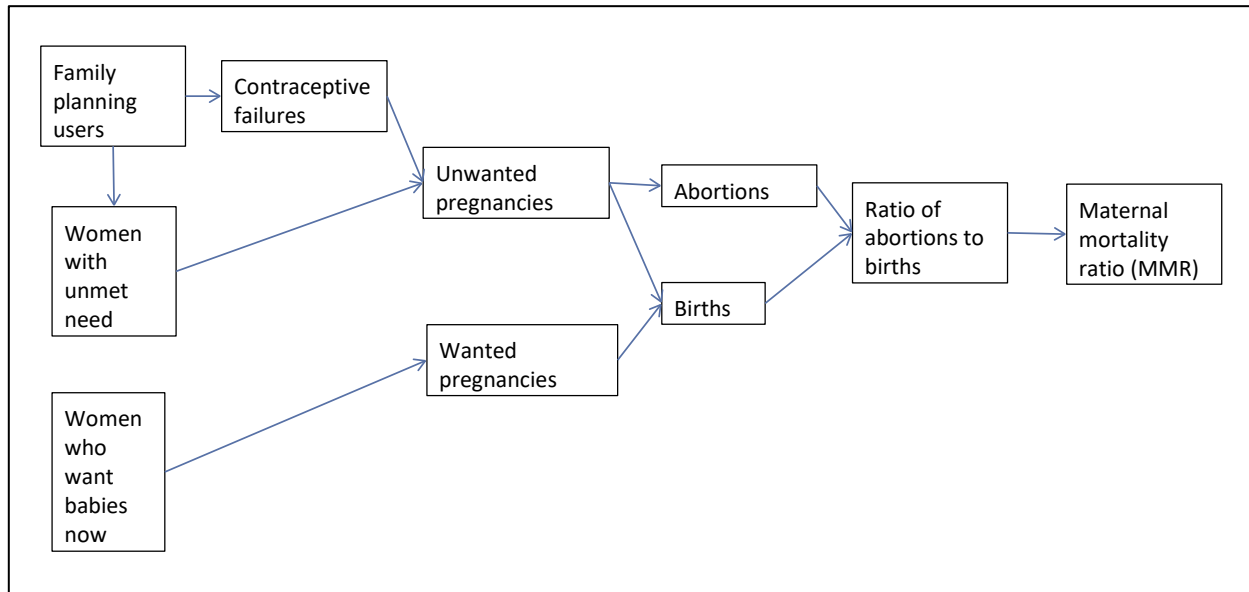 Family
planning
users
Contraceptive
failures
Women
with
unmet
need
Unwanted
pregnancies
Abortions
Births
Ratio of
abortions to
births
Maternal
mortality
ratio (MMR)
Wanted
pregnancies
Women
who
want
babies
now